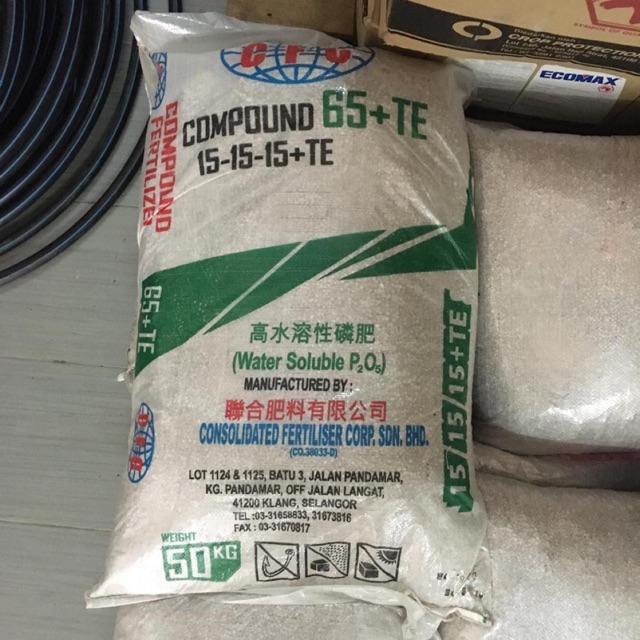 CFC
COMPOUND 65+TE
15-15-15+TE
COMPOUND
FERTILIZER
65+TE
高水溶性磷肥
(Water Soluble P₂O₅)
MANUFACTURED BY :
聯合肥料有限公司
CONSOLIDATED FERTILISER CORP. SDN. BHD.
(CO.38033-D)
LOT 1124 & 1125, BATU 3, JALAN PANDAMAR,
KG. PANDAMAR, OFF JALAN LANGAT,
41200 KLANG, SELANGOR
TEL :03-31658633, 31673816
FAX : 03-31670817
WEIGHT
50KG
15/15/15+TE
CFC
ECOMAX